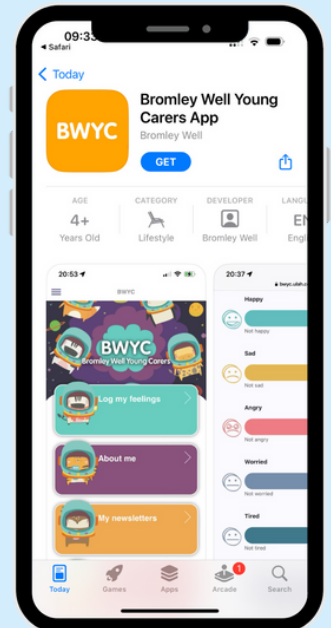 09:33
Safari
Today
BWYC
Bromley Well Young
Carers App
Bromley Well
GET
AGE
4+
Years Old
CATEGORY
Lifestyle
DEVELOPER
Bromley Well
LANGU
EN
Engli
20:53
BWYC
BWYC
Bromley Well Young Carers
Log my feelings
About me
My newsletters
20:37
Happy
Not happy
Sad
Not sad
Angry
Not angry
Worried
Not worried
Tired
Not tired
Today
Games
Apps
Arcade
1
Search